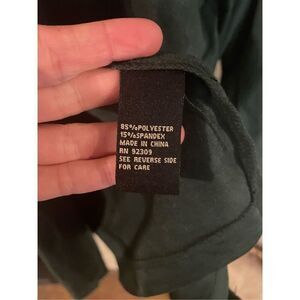 85%POLYESTER
15%SPANDEX
MADE IN CHINA
RN 92309
SEE REVERSE SIDE
FOR CARE